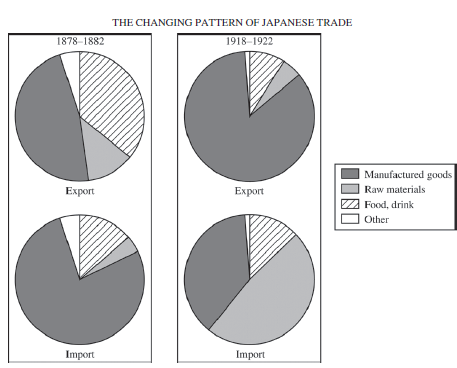 THE CHANGING PATTERN OF JAPANESE TRADE
1878–1882
1918–1922
Export
Export
Manufactured goods
Raw materials
Food, drink
Other
Import
Import